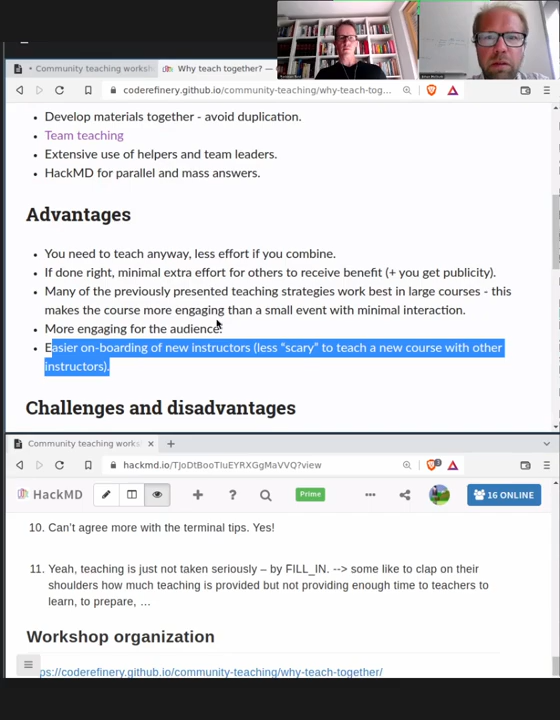 Community teaching worksh
Why teach together? —
coderefinery.github.io/community-teaching/why-teach-tog...
Develop materials together - avoid duplication.
Team teaching
Extensive use of helpers and team leaders.
HackMD for parallel and mass answers.
Advantages
You need to teach anyway, less effort if you combine.
If done right, minimal extra effort for others to receive benefit (+ you get publicity).
Many of the previously presented teaching strategies work best in large courses - this
makes the course more engaging than a small event with minimal interaction.
More engaging for the audience.
Easier on-boarding of new instructors (less “scary” to teach a new course with other
instructors).
Challenges and disadvantages
Community teaching works
hackmd.io/TJoDtBooTIuEYRXGgMaVVQ?view
HackMD
Prime
16 ONLINE
10. Can’t agree more with the terminal tips. Yes!
11. Yeah, teaching is just not taken seriously – by FILL_IN. --> some like to clap on their
shoulders how much teaching is provided but not providing enough time to teachers to
learn, to prepare, …
Workshop organization
ps://coderefinery.github.io/community-teaching/why-teach-together/